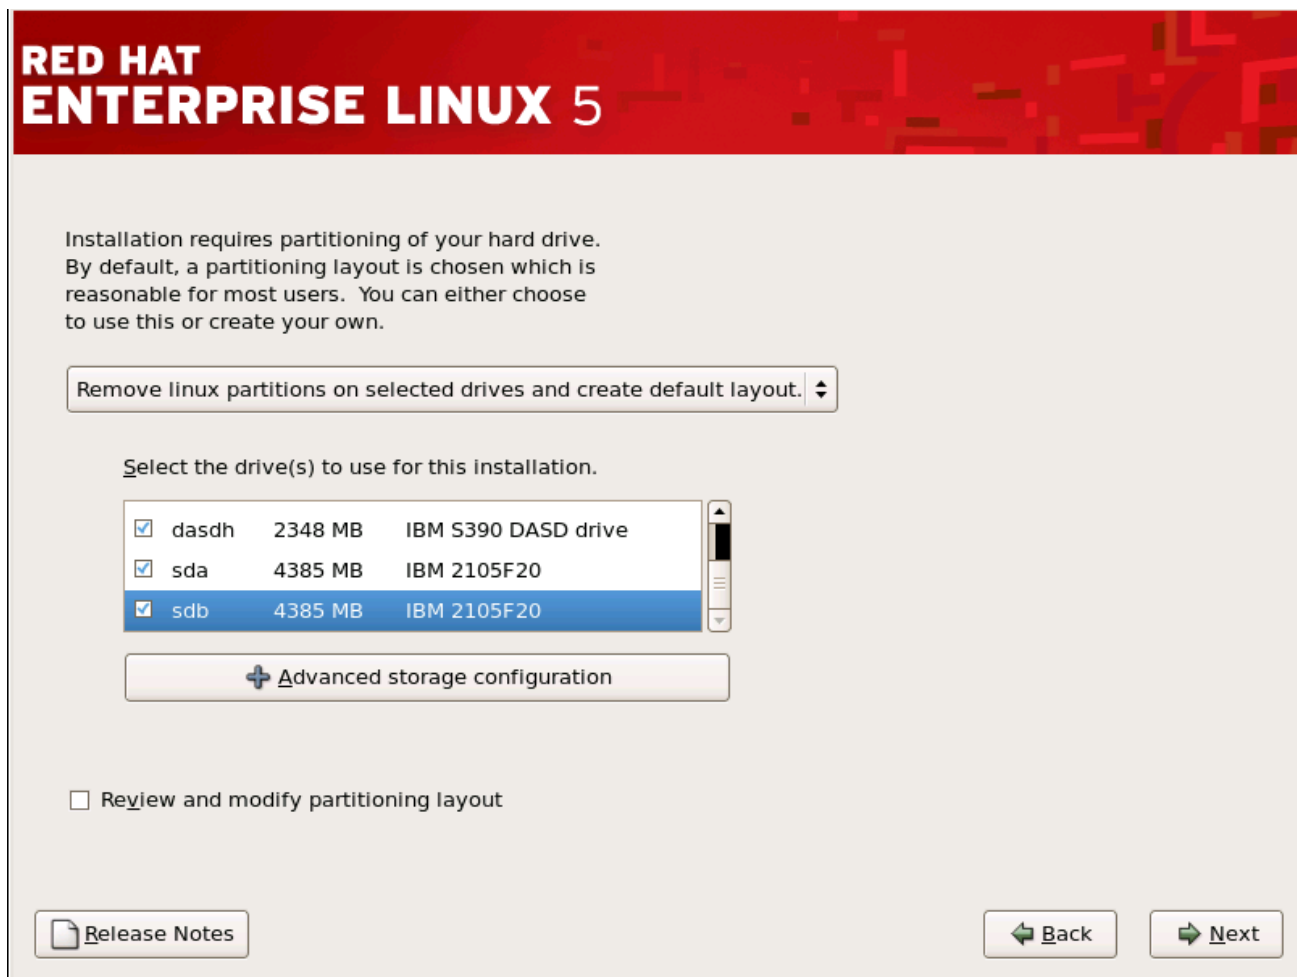 RED HAT
ENTERPRISE LINUX 5
Installation requires partitioning of your hard drive.
By default, a partitioning layout is chosen which is
reasonable for most users.  You can either choose
to use this or create your own.
Remove linux partitions on selected drives and create default layout.
Select the drive(s) to use for this installation.
dasdh 2348 MB IBM S390 DASD drive
sda 4385 MB IBM 2105F20
sdb 4385 MB IBM 2105F20
Advanced storage configuration
Review and modify partitioning layout
Release Notes Back Next